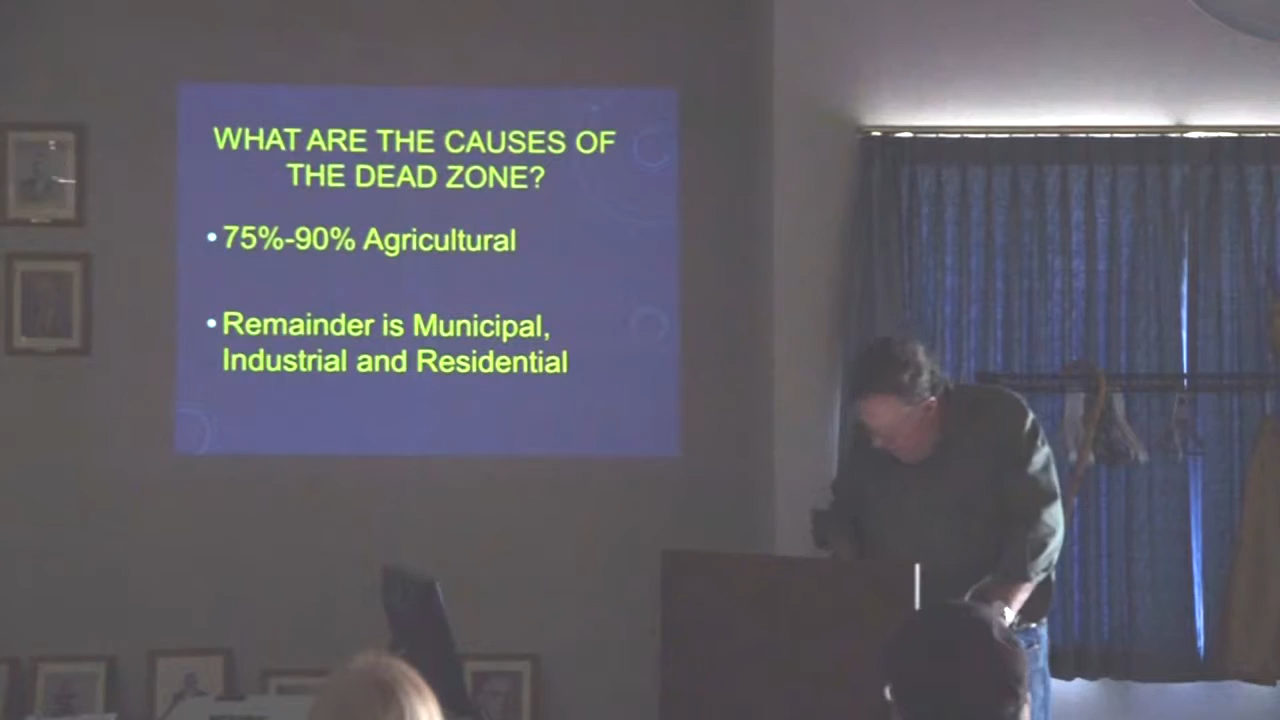 WHAT ARE THE CAUSES OF
THE DEAD ZONE?
• 75%-90% Agricultural
• Remainder is Municipal,
Industrial and Residential